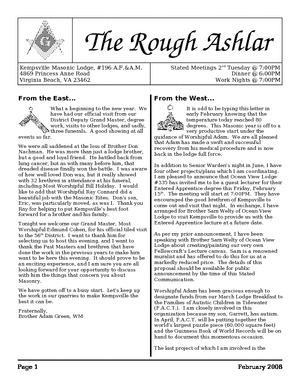 The Rough Ashlar
Kempsville Masonic Lodge, #196 A.F.&A.M.
4869 Princess Anne Road
Virginia Beach, VA 23462
Stated Meetings 2nd Tuesday @ 7:00PM
Dinner @ 6:00PM
Work Nights @ 7:00PM
From the East...
What a beginning to the new year. We
have had our official visit from our
District Deputy Grand Master, degree
work, visits to other lodges, and sadly,
three funerals. A good showing at all
events so far.
We were all saddened at the loss of Brother Don
Rachman. He was more than just a lodge brother,
but a good and loyal friend. He battled back from
lung cancer, but as with many before him, that
dreaded disease finally won the battle. I was aware
of how well loved Don was, but it really showed
with 32 brothers in attendance at his funeral,
including Most Worshipful Bill Holiday. I would
like to add that Worshipful Ray Conard did a
beautiful job with the Masonic Rites. Don's son,
Roy, was particularly moved, as was I. Thank you
Ray for helping to put Kempsville's best foot
forward for a brother and his family.
Tonight we welcome our Grand Master, Most
Worshipful Edmund Cohen, for his official tiled visit
to the 56th District. I want to thank him for
selecting us to host this evening, and I want to
thank the Past Masters and brethren that have
done the work in the previous years to make him
want to be here this evening. It should prove to be
an exciting experience, and I am sure you are all
looking forward for your opportunity to discuss
with him the things that concern you about
Masonry.
We have gotten off to a busy start. Let's keep up
the work in our quarries to make Kempsville the
best it can be.
Fraternally,
Brother Adam Green, WM
From the West...
It is odd to be typing this letter in
early February knowing that the
temperature today reached 80
degrees. This Masonic year is off to a
very productive start under the
guidance of Worshipful Adam. We are all pleased
that Adam has made a swift and successful
recovery from his medical procedure and is now
back in the lodge full force.
In addition to Senior Warden's night in June, I have
four other projects/plans which I am coordinating.
I am pleased to announce that Ocean View Lodge
#335 has invited me to be a guest lecturer for their
Entered Apprentice degree this Friday, February
15. The meeting will start at 7:00PM. They have
encouraged the good brethren of Kempsville to
come out and visit that night. In exchange, I have
arranged for Brother Sam Welby of Ocean View
Lodge to visit Kempsville to provide us with the
Entered Apprentice lecture at a future date.
As per my prior announcement, I have been
speaking with Brother Sam Welby of Ocean View
Lodge about creating/painting our very own
Fellowcraft's Lecture canvas. Sam is a renowned
muralist and has offered to do this for us at a
markedly reduced price. The details of this
proposal should be available for public
announcement by the time of this Stated
Communication.
Worshipful Adam has been gracious enough to
designate funds from our March Lodge Breakfast to
the Families of Autistic Children in Tidewater
(F.A.C.T.). I am closely involved in this
organization because my son, Garrett, has autism.
In April, F.A.C.T. will be putting together the
world's largest puzzle piece (60,000 square feet)
and the Guinness Book of World Records will be on
hand to document this momentous occasion.
The last project of which I am involved is the
Page 1
February 2008